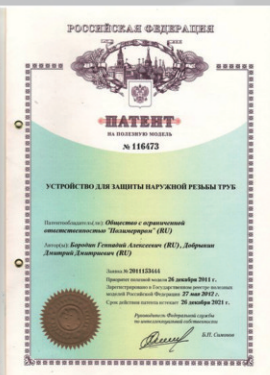 РОССИЙСКАЯ ФЕДЕРАЦИЯ
ПАТЕНТ
НА ПОЛЕЗНУЮ МОДЕЛЬ
№ 116473
УСТРОЙСТВО ДЛЯ ЗАЩИТЫ НАРУЖНОЙ РЕЗЬБЫ ТРУБ
Патентообладатель(ли): Общество с ограниченной
ответственностью "Полимертром" (RU)
Автор(ы): Бородин Геннадий Алексеевич (RU), Добрыкин
Дмитрий Дмитриевич (RU)
Заявка № 2011153444
Приоритет полезной модели 26 декабря 2011 г.
Зарегистрировано в Государственном реестре полезных
моделей Российской Федерации 27 мая 2012 г.
Срок действия патента истекает 26 декабря 2021 г.
Руководитель Федеральной службы
по интеллектуальной собственности
Б.П. Симонов